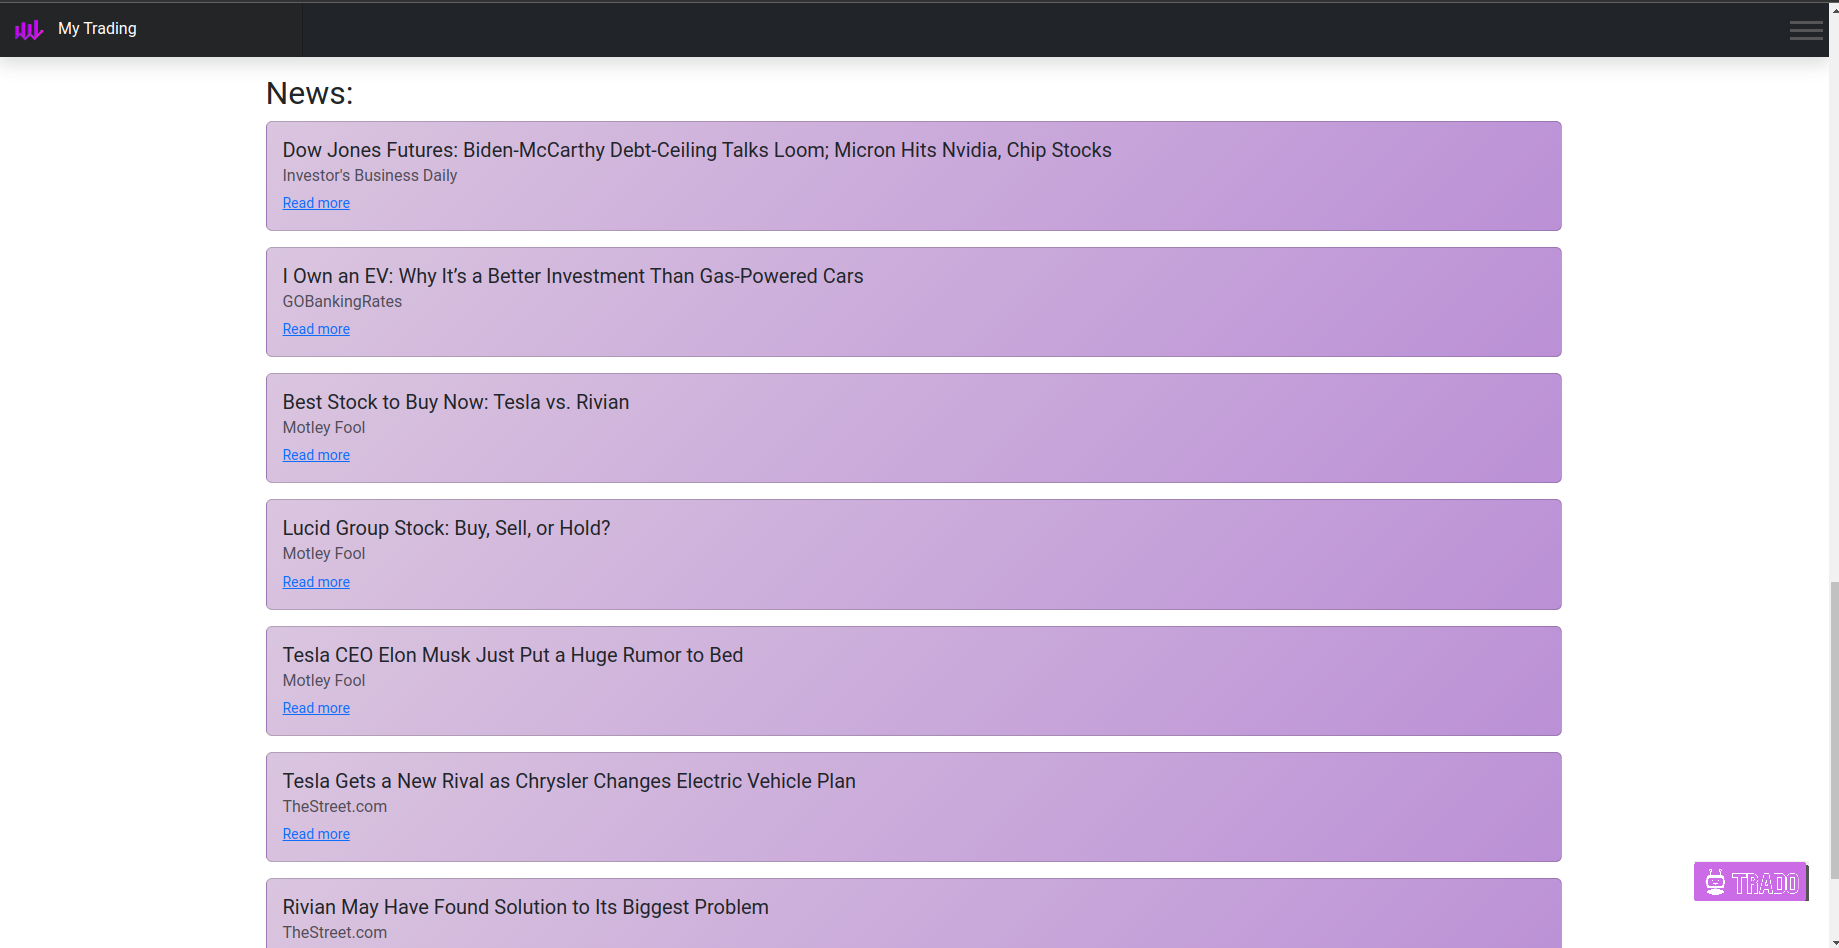 My Trading
News:
Dow Jones Futures: Biden-McCarthy Debt-Ceiling Talks Loom; Micron Hits Nvidia, Chip Stocks
Investor's Business Daily
Read more
I Own an EV: Why It’s a Better Investment Than Gas-Powered Cars
GOBankingRates
Read more
Best Stock to Buy Now: Tesla vs. Rivian
Motley Fool
Read more
Lucid Group Stock: Buy, Sell, or Hold?
Motley Fool
Read more
Tesla CEO Elon Musk Just Put a Huge Rumor to Bed
Motley Fool
Read more
Tesla Gets a New Rival as Chrysler Changes Electric Vehicle Plan
TheStreet.com
Read more
TRADO
Rivian May Have Found Solution to Its Biggest Problem
TheStreet.com